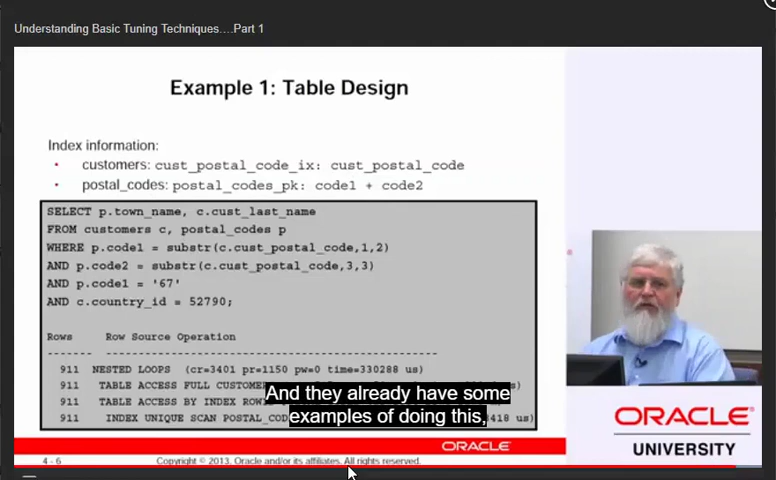 Understanding Basic Tuning Techniques....Part 1
Example 1: Table Design
Index information:
• customers: cust_postal_code_ix: cust_postal_code
• postal_codes: postal_codes_pk: code1 + code2
SELECT p.town_name, c.cust_last_name
FROM customers c, postal_codes p
WHERE p.code1 = substr(c.cust_postal_code,1,2)
AND p.code2 = substr(c.cust_postal_code,3,3)
AND p.code1 = '67'
AND c.country_id = 52790;
Rows Row Source Operation
------- ---------------------------------------------------
911 NESTED LOOPS (cr=3401 pr=1150 pw=0 time=330288 us)
911 TABLE ACCESS FULL CUSTOME
911 TABLE ACCESS BY INDEX ROW
911 INDEX UNIQUE SCAN POSTAL_COD 2418 us)
And they already have some
examples of doing this,
ORACLE
4 - 6 Copyright © 2013, Oracle and/or its affiliates. All rights reserved.
ORACLE
UNIVERSITY